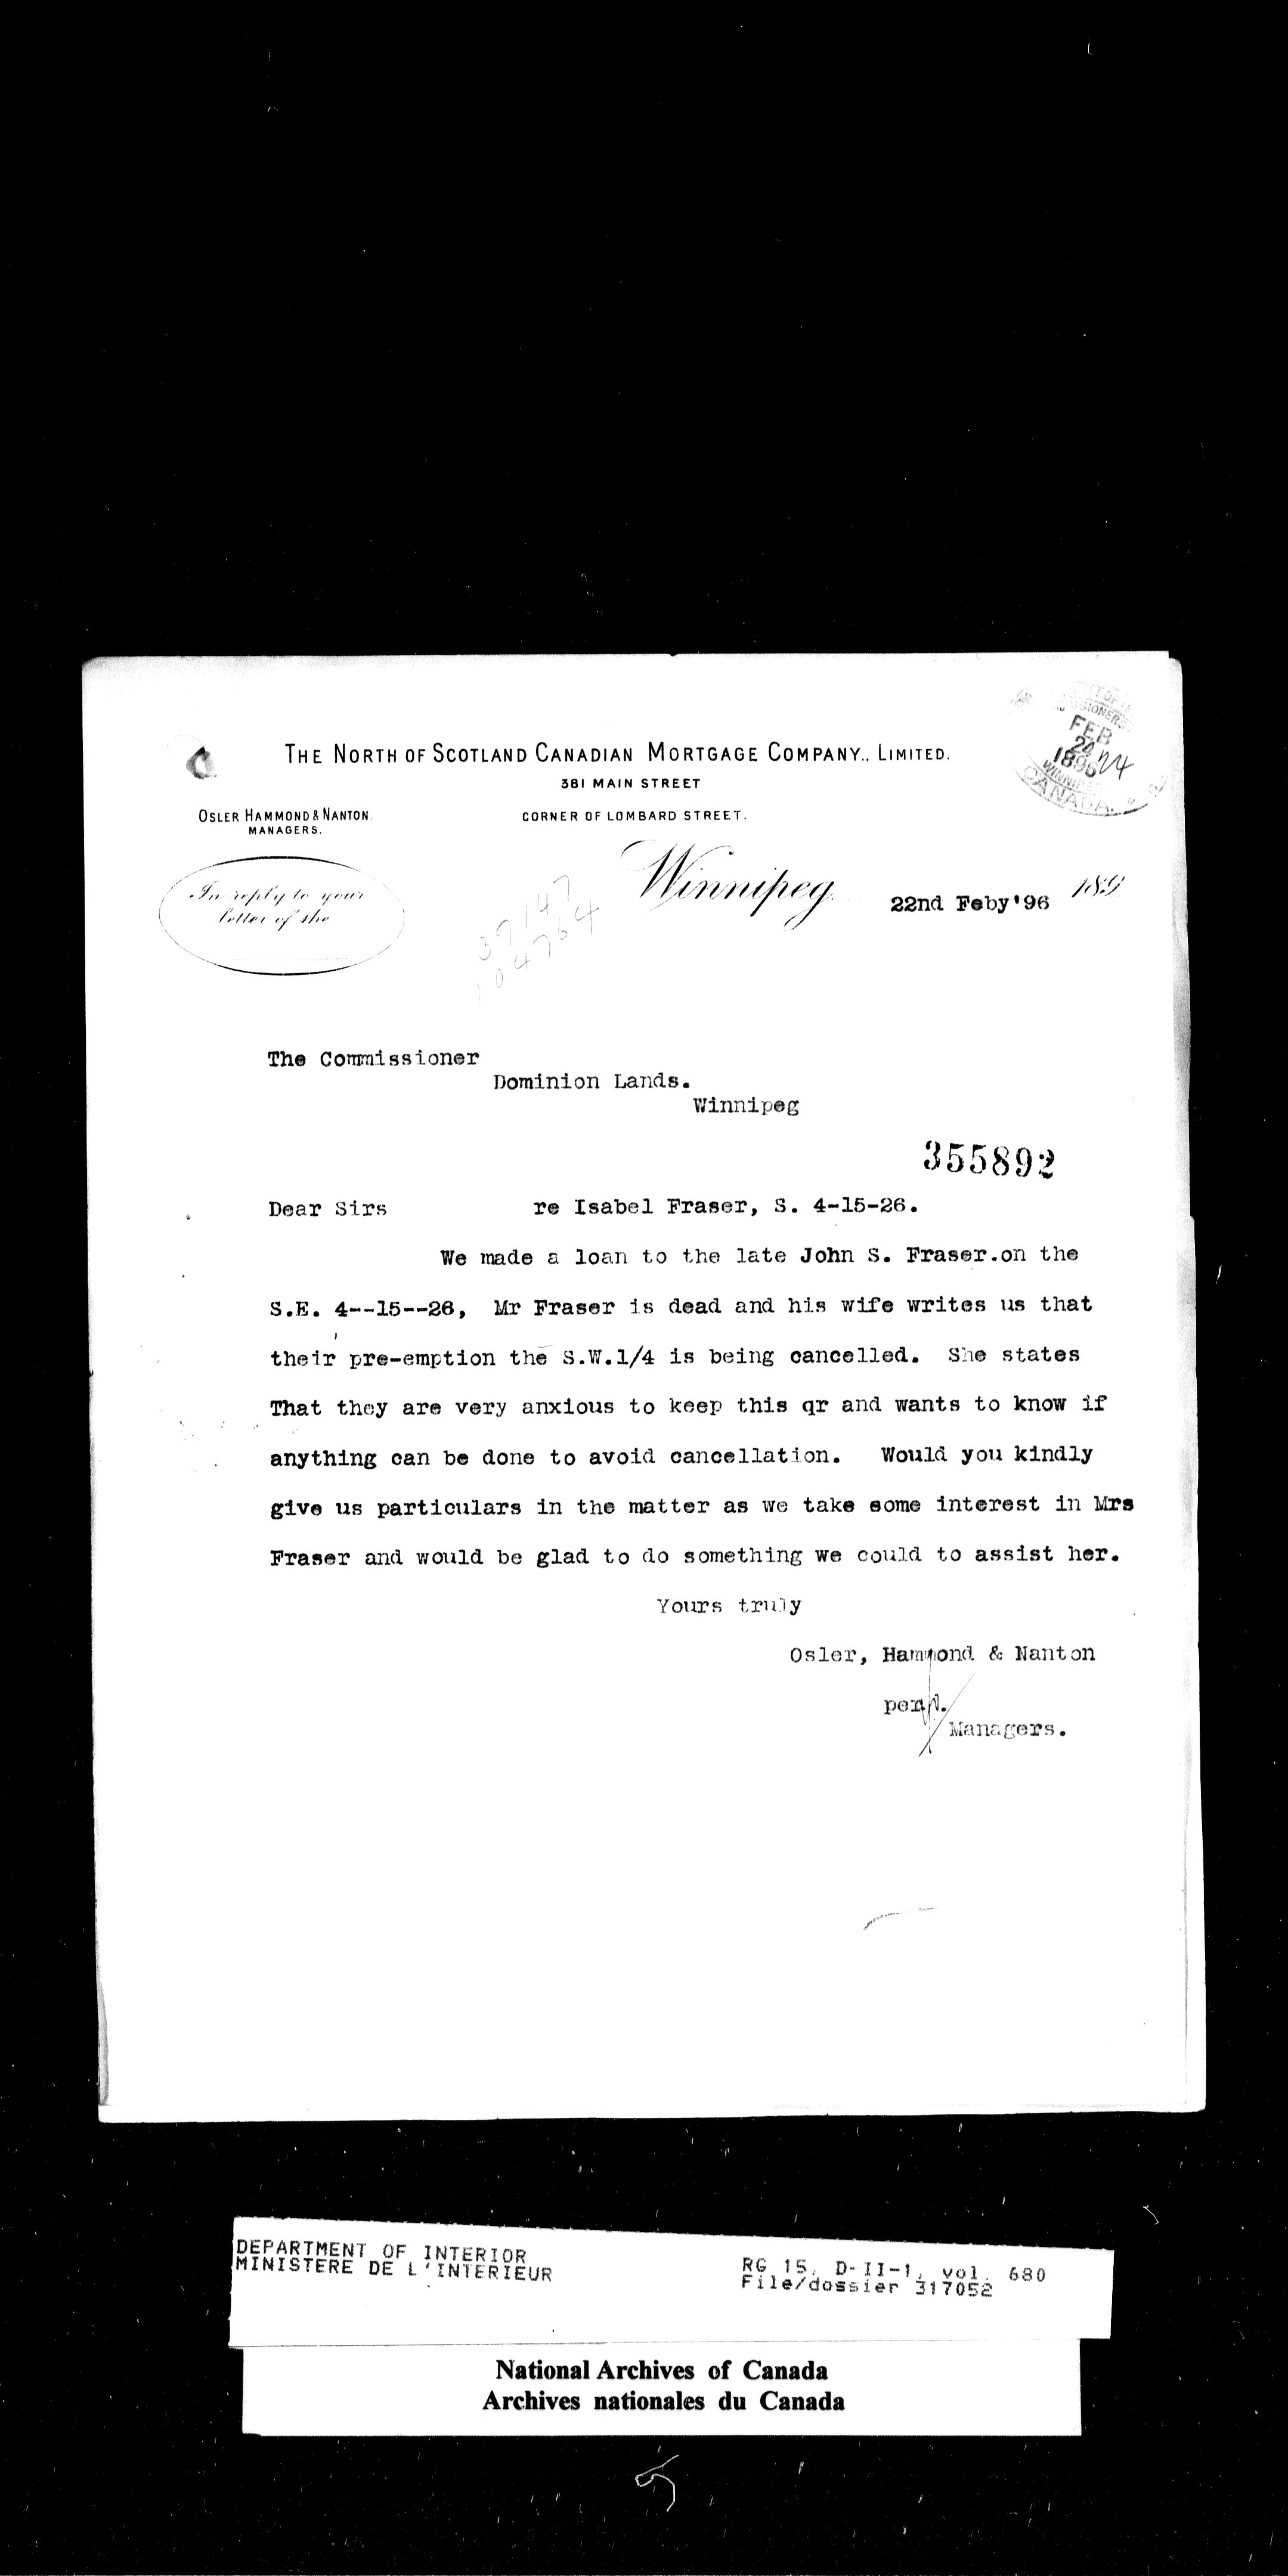 THE NORTH OF SCOTLAND CANADIAN MORTGAGE COMPANY., LIMITED.
381 MAIN STREET
CORNER OF LOMBARD STREET.
OSLER HAMMOND & NANTON.
MANAGERS.
FEB
24
1896
WINNIPEG
CANADA.
In reply to your
letter of the
Winnipeg 22nd Feby'96 189
37147
104764
The Commissioner
Dominion Lands.
Winnipeg
355892
Dear Sirs re Isabel Fraser, S. 4-15-26.
We made a loan to the late John S. Fraser.on the
S.E. 4--15--26, Mr Fraser is dead and his wife writes us that
their pre-emption the S.W.1/4 is being cancelled. She states
That they are very anxious to keep this qr and wants to know if
anything can be done to avoid cancellation. Would you kindly
give us particulars in the matter as we take some interest in Mrs
Fraser and would be glad to do something we could to assist her.
Yours truly
Osler, Hammond & Nanton
per
Managers.
DEPARTMENT OF INTERIOR
MINISTERE DE L'INTERIEUR
RG 15, D-II-1, vol. 680
File/dossier 317052
National Archives of Canada
Archives nationales du Canada